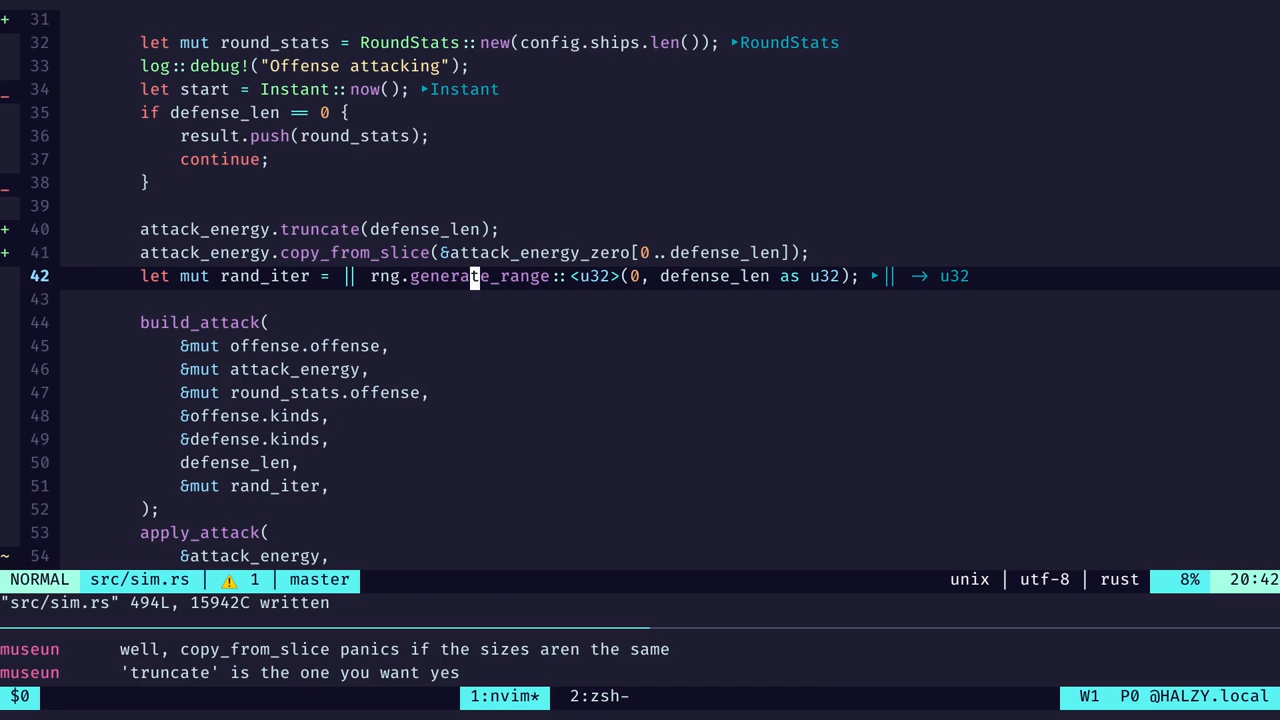 + 31
32 let mut round_stats = RoundStats::new(config.ships.len()); ▸RoundStats
33 log::debug!("Offense attacking");
_ 34 let start = Instant::now(); ▸Instant
35 if defense_len == 0 {
36 result.push(round_stats);
37 continue;
_ 38 }
39
+ 40 attack_energy.truncate(defense_len);
+ 41 attack_energy.copy_from_slice(&attack_energy_zero[0..defense_len]);
42 let mut rand_iter = || rng.generate_range::<u32>(0, defense_len as u32); ▸|| -> u32
43
44 build_attack(
45 &mut offense.offense,
46 &mut attack_energy,
47 &mut round_stats.offense,
48 &offense.kinds,
49 &defense.kinds,
50 defense_len,
51 &mut rand_iter,
52 );
53 apply_attack(
~ 54 &attack_energy,
NORMAL src/sim.rs | ⚠ 1 | master unix | utf-8 | rust 8% 20:42
"src/sim.rs" 494L, 15942C written
museun well, copy_from_slice panics if the sizes aren the same
museun 'truncate' is the one you want yes
$0 1:nvim* 2:zsh- W1 P0 @HALZY.local